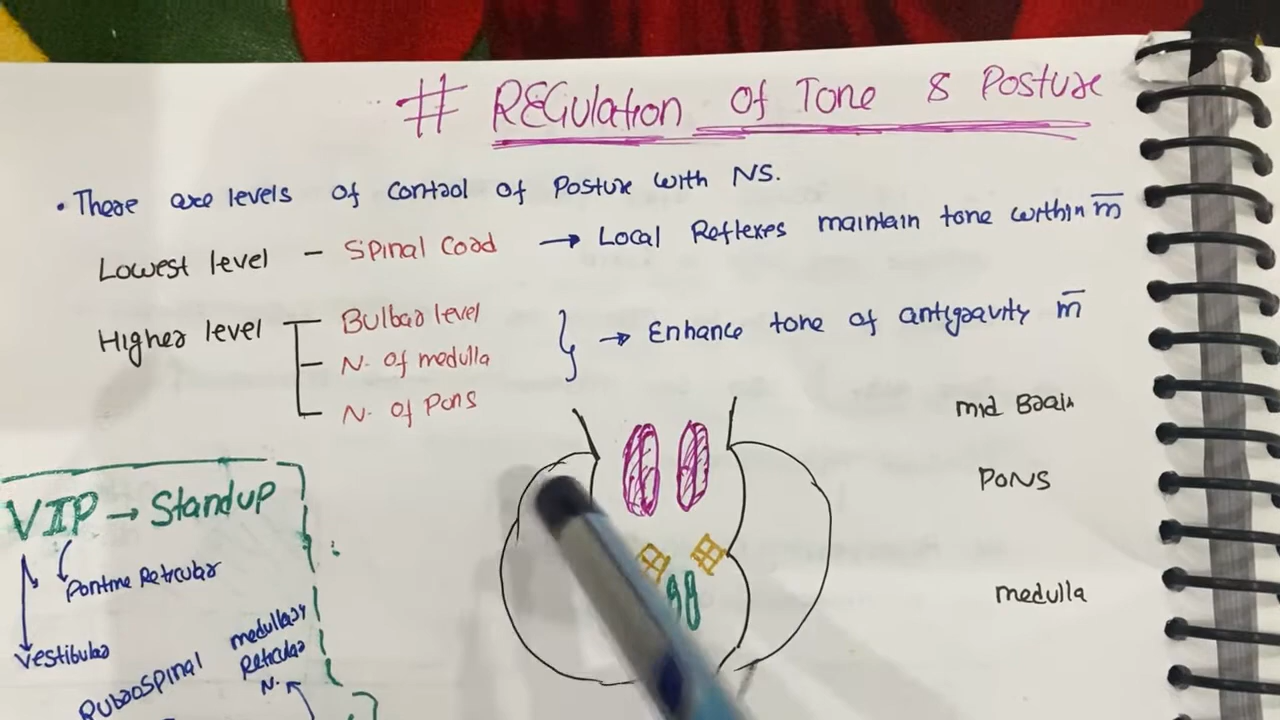 # REGulation of Tone & Posture
• There are levels of control of Posture with NS.
Lowest level – Spinal Cord → Local Reflexes maintain tone within m̅
Higher level
Bulbar level
N. of medulla
N. of Pons
→ Enhance tone of antigravity m̅
mid Brain
PONS
medulla
VIP → Standup
Pontine Reticular
Vestibular
RubroSpinal
medullary
Reticular
N.